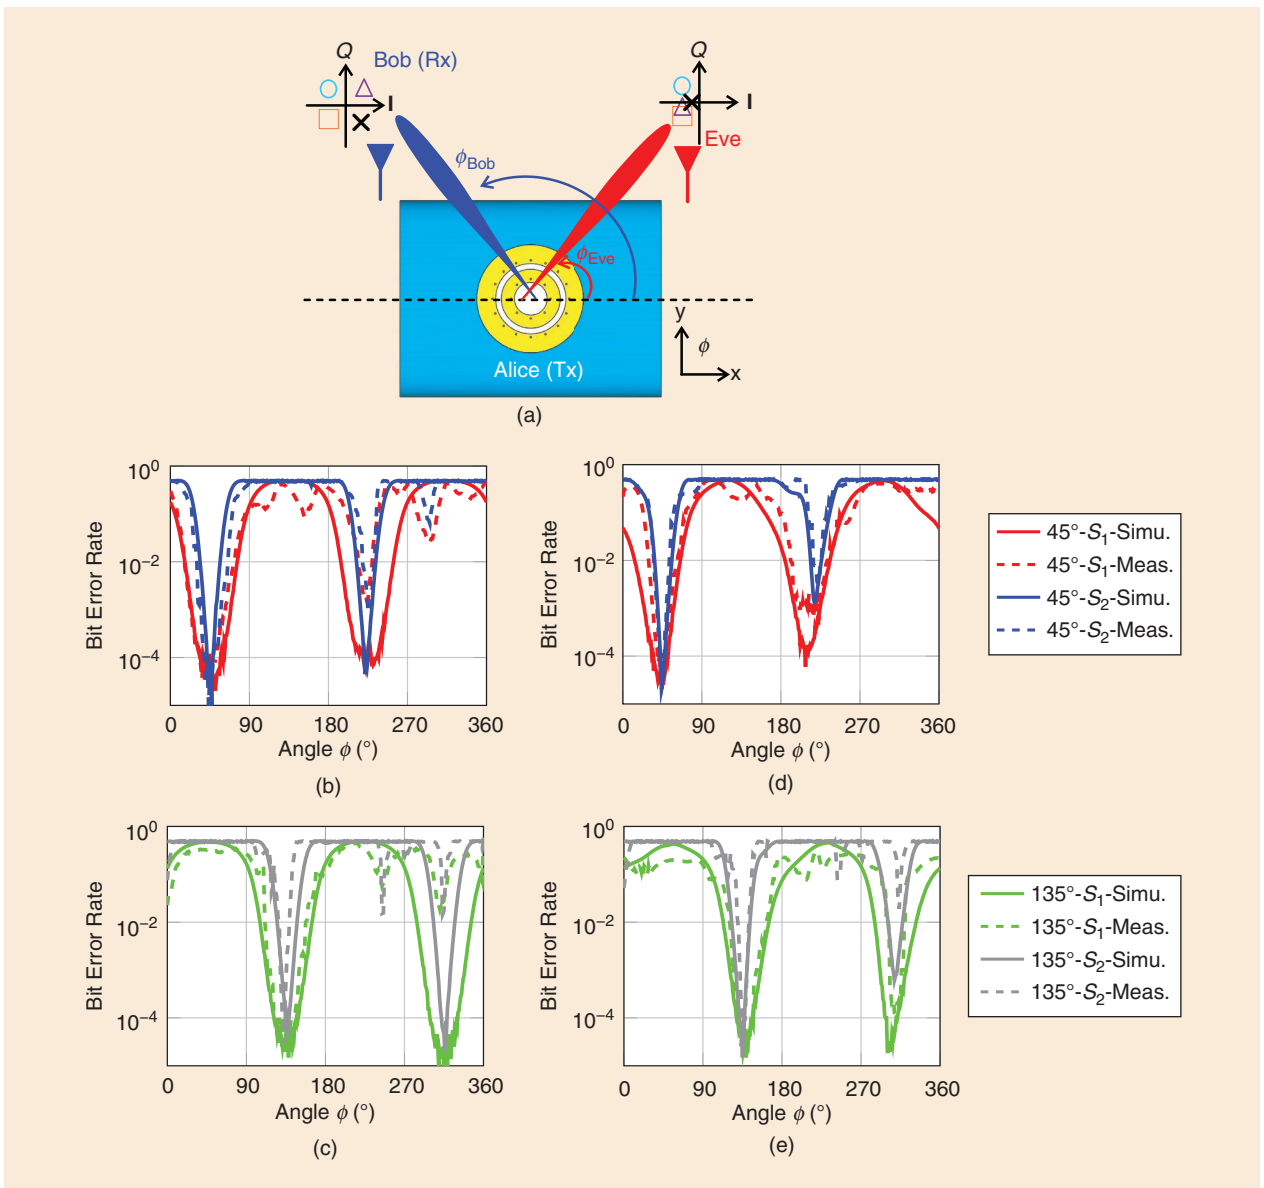 Q
Bob (Rx)
I
Q
I
Eve
ϕBob
ϕEve
Alice (Tx)
y
ϕ
x
(a)
10^0
10^-2
10^-4
Bit Error Rate
0 90 180 270 360
Angle ϕ (°)
(b)
10^0
10^-2
10^-4
Bit Error Rate
0 90 180 270 360
Angle ϕ (°)
(d)
45°-S1-Simu.
45°-S1-Meas.
45°-S2-Simu.
45°-S2-Meas.
10^0
10^-2
10^-4
Bit Error Rate
0 90 180 270 360
Angle ϕ (°)
(c)
10^0
10^-2
10^-4
Bit Error Rate
0 90 180 270 360
Angle ϕ (°)
(e)
135°-S1-Simu.
135°-S1-Meas.
135°-S2-Simu.
135°-S2-Meas.